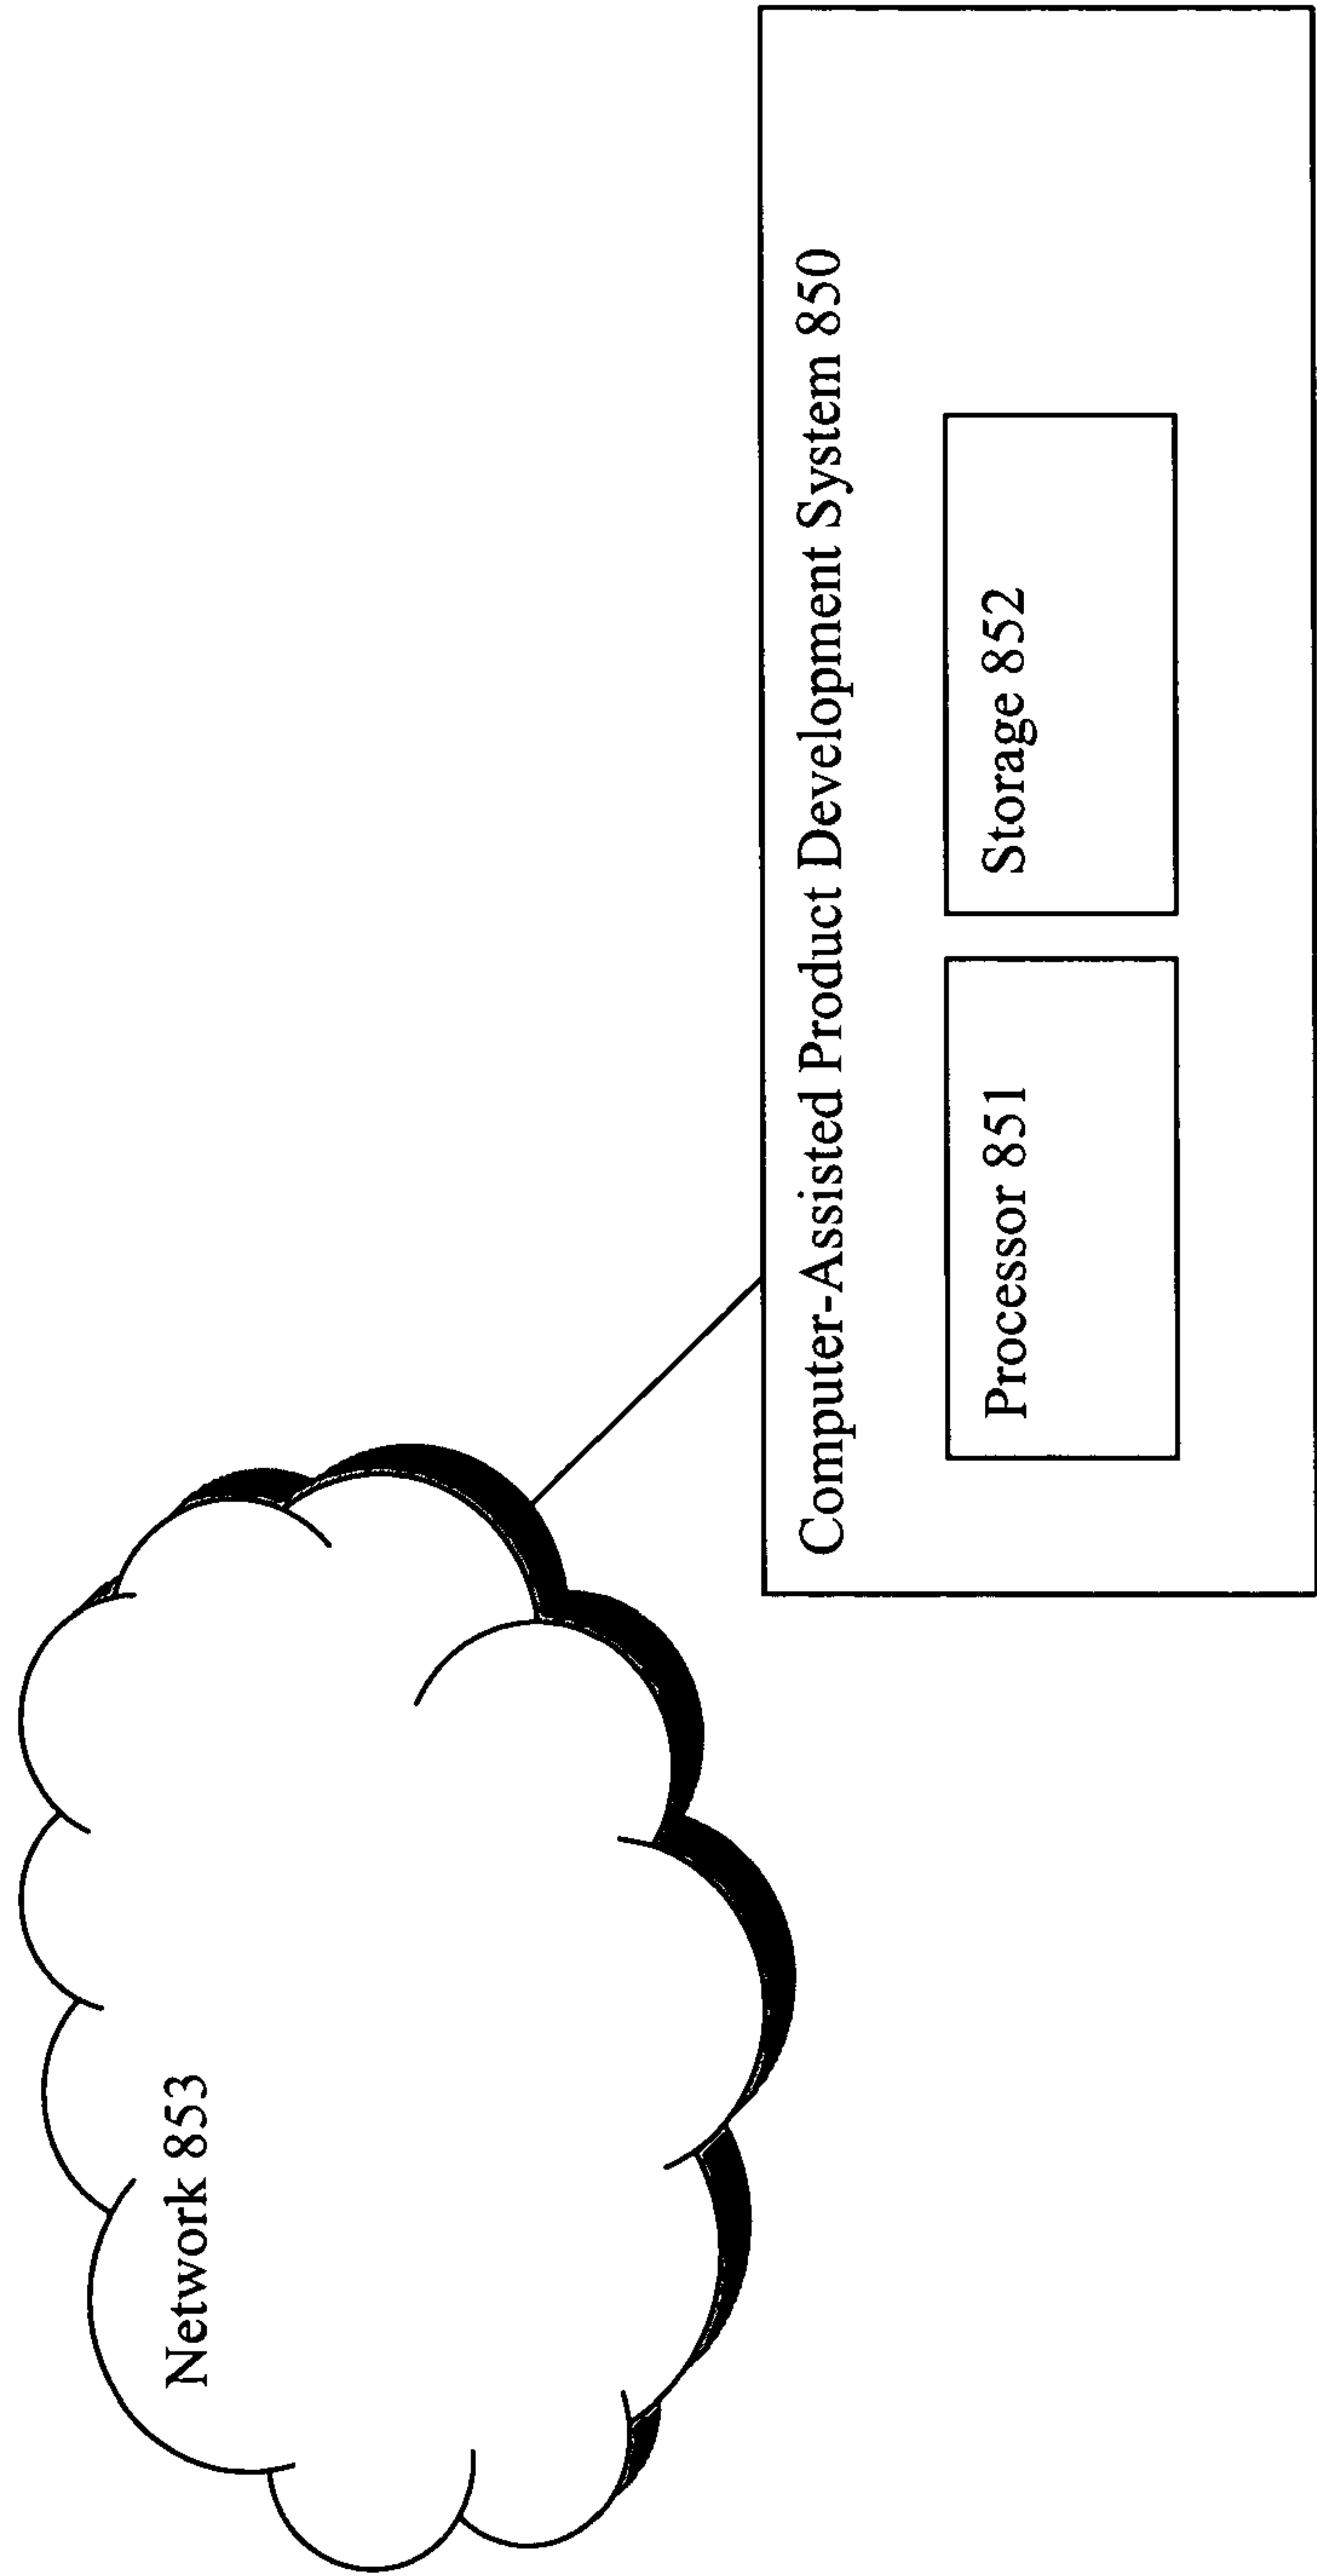 Network 853
Computer-Assisted Product Development System 850
Processor 851
Storage 852